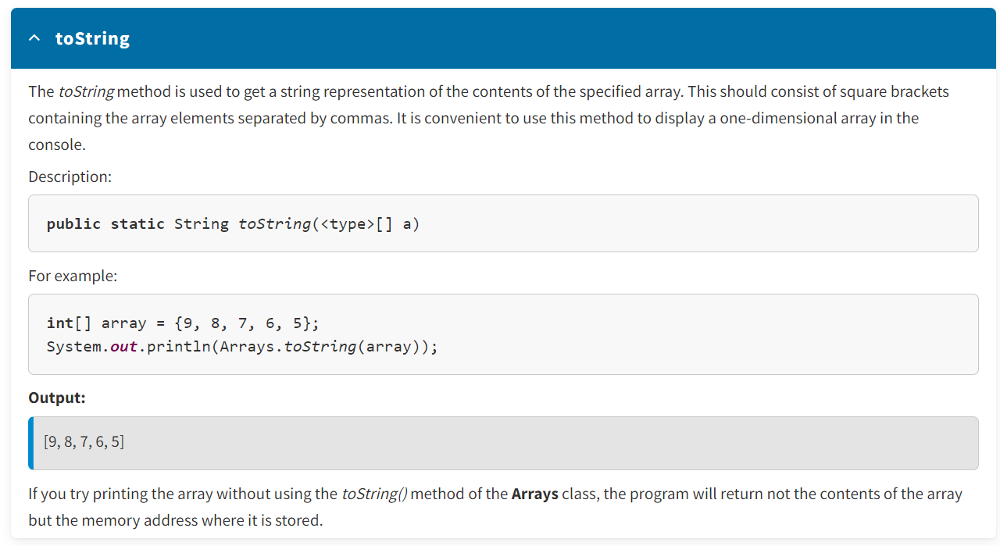 toString
The toString method is used to get a string representation of the contents of the specified array. This should consist of square brackets
containing the array elements separated by commas. It is convenient to use this method to display a one-dimensional array in the
console.
Description:
public static String toString(<type>[] a)
For example:
int[] array = {9, 8, 7, 6, 5};
System.out.println(Arrays.toString(array));
Output:
[9, 8, 7, 6, 5]
If you try printing the array without using the toString() method of the Arrays class, the program will return not the contents of the array
but the memory address where it is stored.